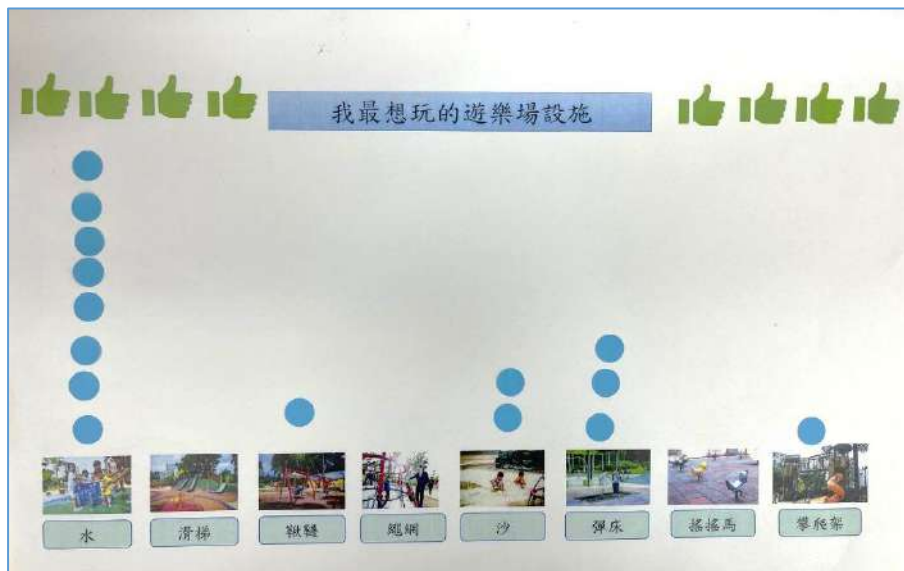 我最想玩的遊樂場設施
水
滑梯
鞦韆
繩網
沙
彈床
搖搖馬
攀爬架